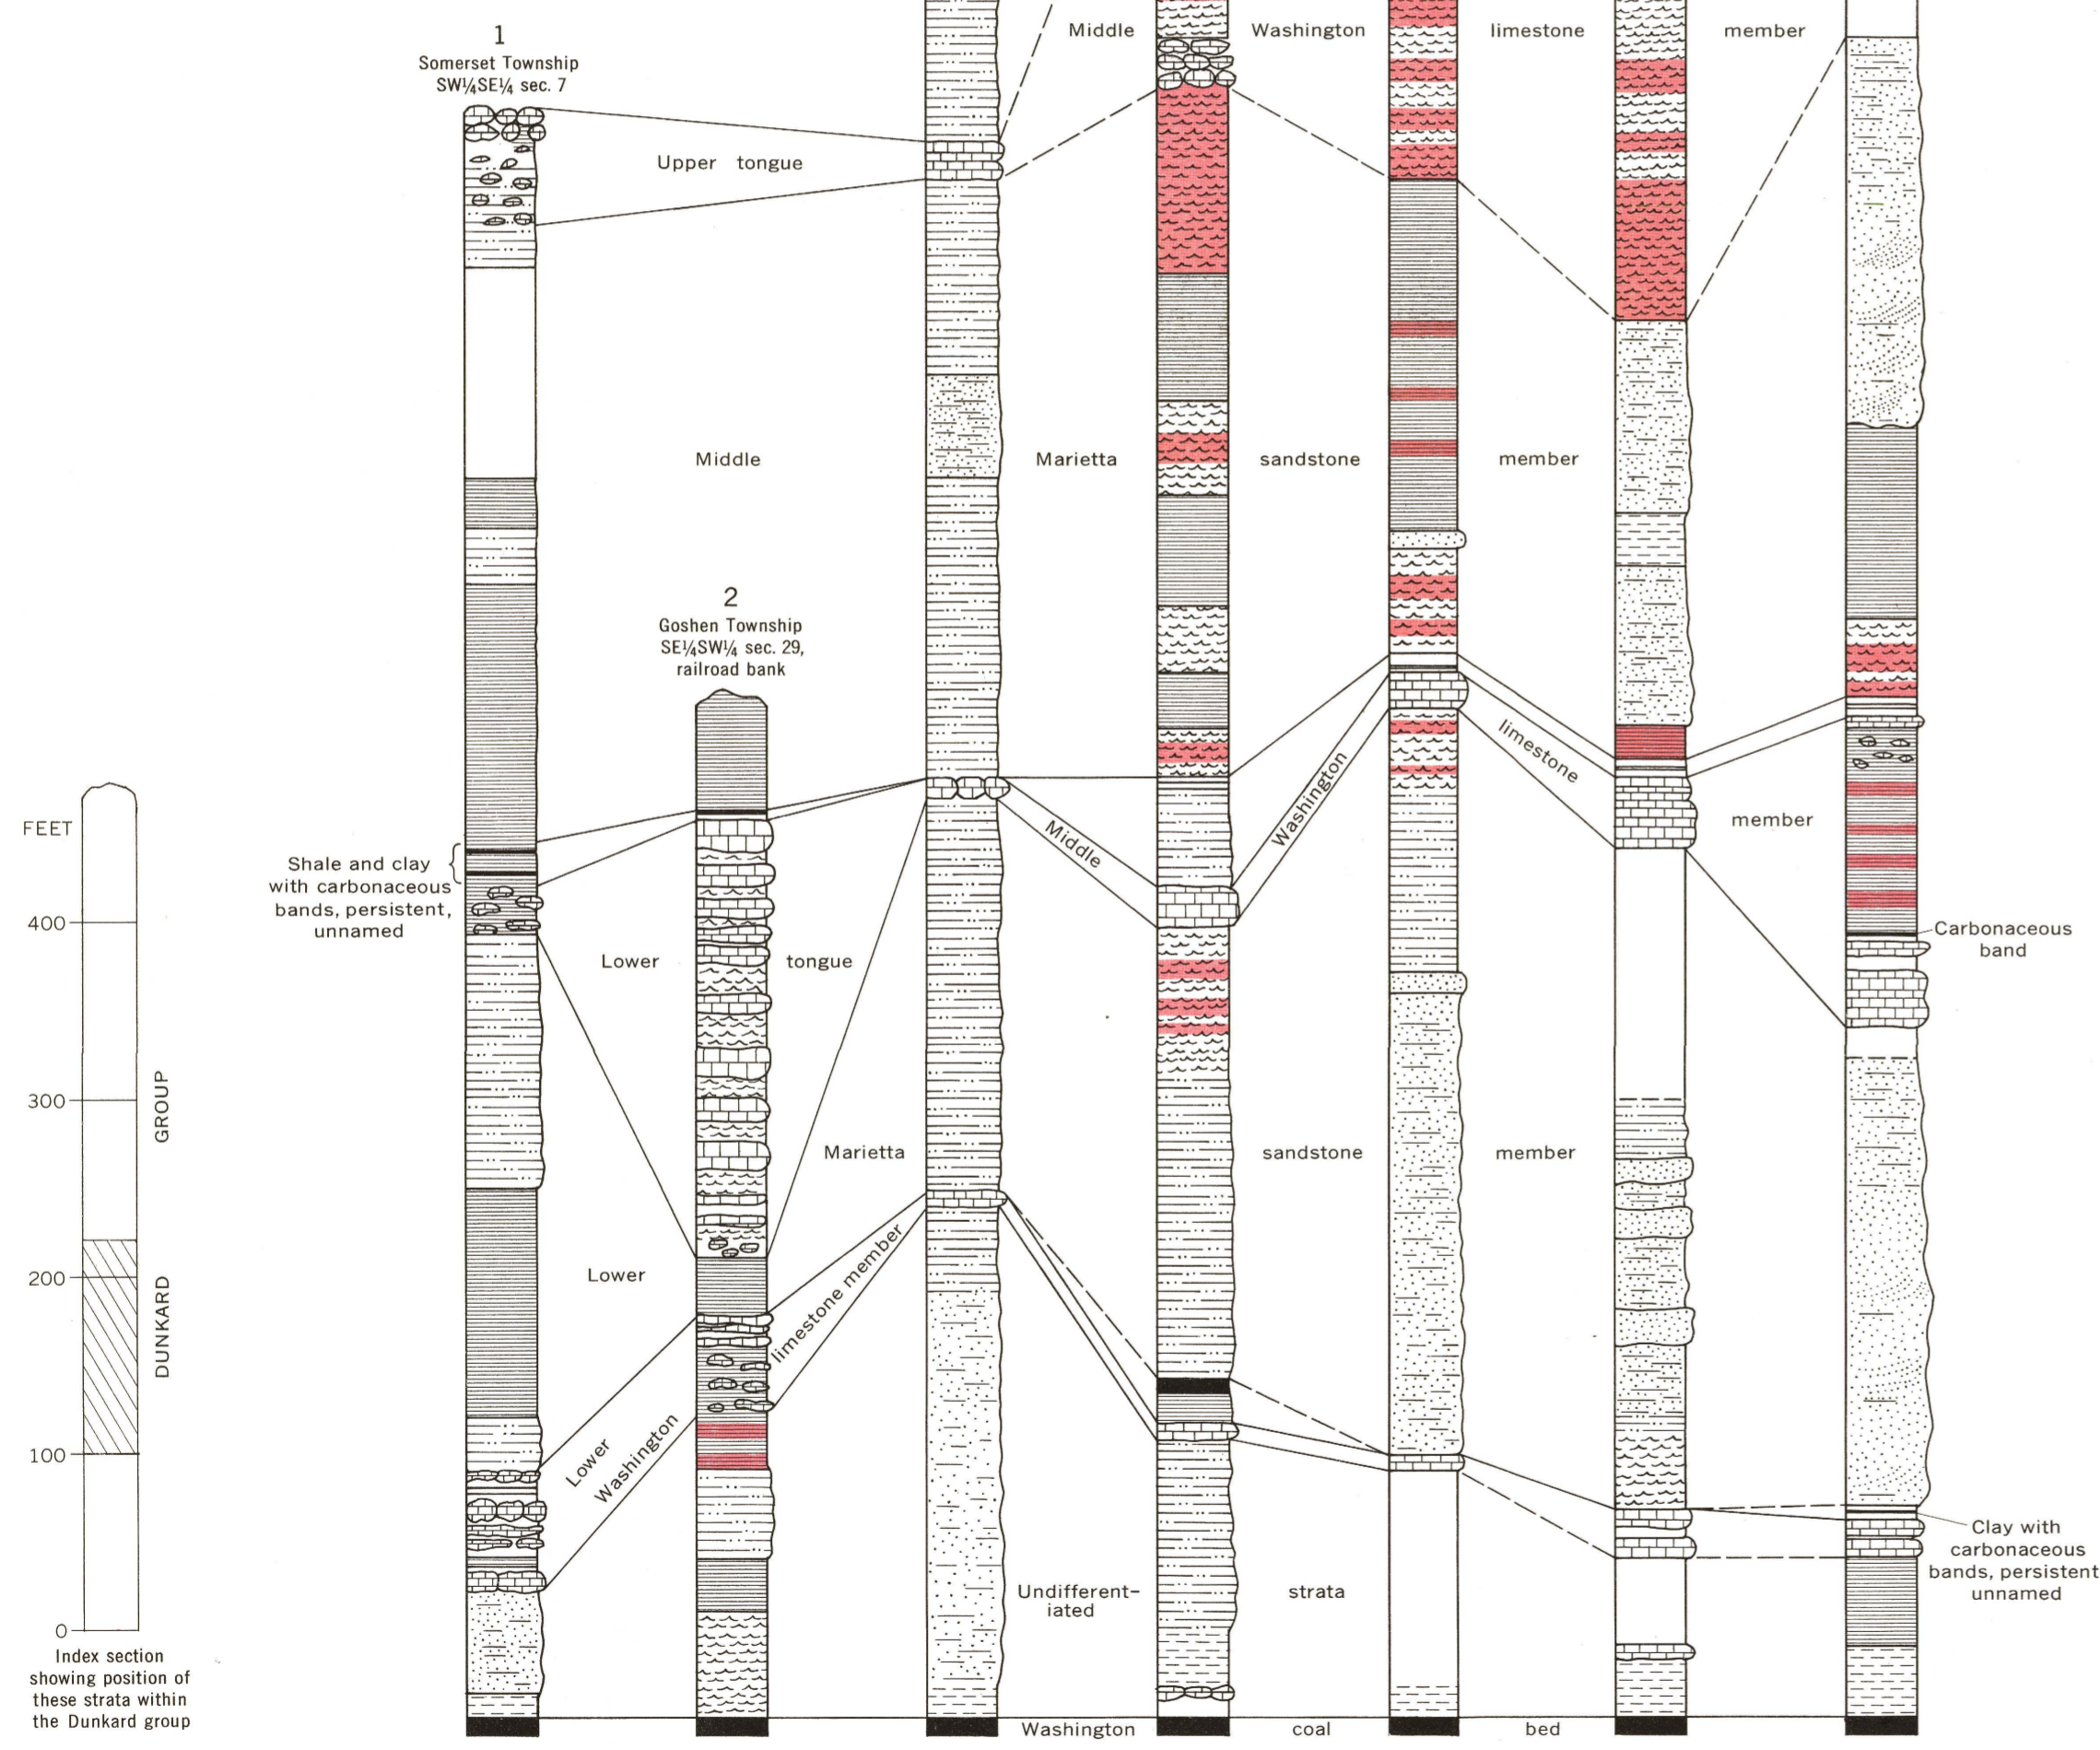 1
Somerset Township
SW¼SE¼ sec. 7
Middle Washington limestone member
Upper tongue
Middle Marietta sandstone member
2
Goshen Township
SE¼SW¼ sec. 29,
railroad bank
FEET
400
300
200
100
0
GROUP
DUNKARD
Index section
showing position of
these strata within
the Dunkard group
Shale and clay
with carbonaceous
bands, persistent,
unnamed
Middle Washington limestone member
Lower tongue
Carbonaceous
band
Lower Marietta sandstone member
Lower
Washington
limestone member
Clay with
carbonaceous
bands, persistent
unnamed
Undifferent-
iated strata
Washington coal bed